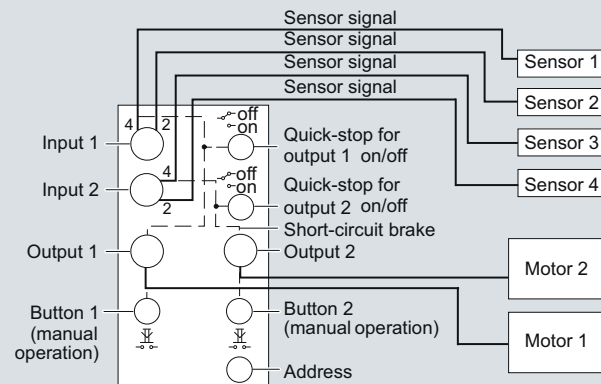 Sensor signal
Sensor signal
Sensor signal
Sensor signal
Sensor 1
Sensor 2
Sensor 3
Sensor 4
4 2
Input 1
off
on
Quick-stop for
output 1 on/off
4
2
Input 2
off
on
Quick-stop for
output 2 on/off
Short-circuit brake
Output 1
Output 2
Motor 2
Button 1
(manual
operation)
Button 2
(manual operation)
Motor 1
Address